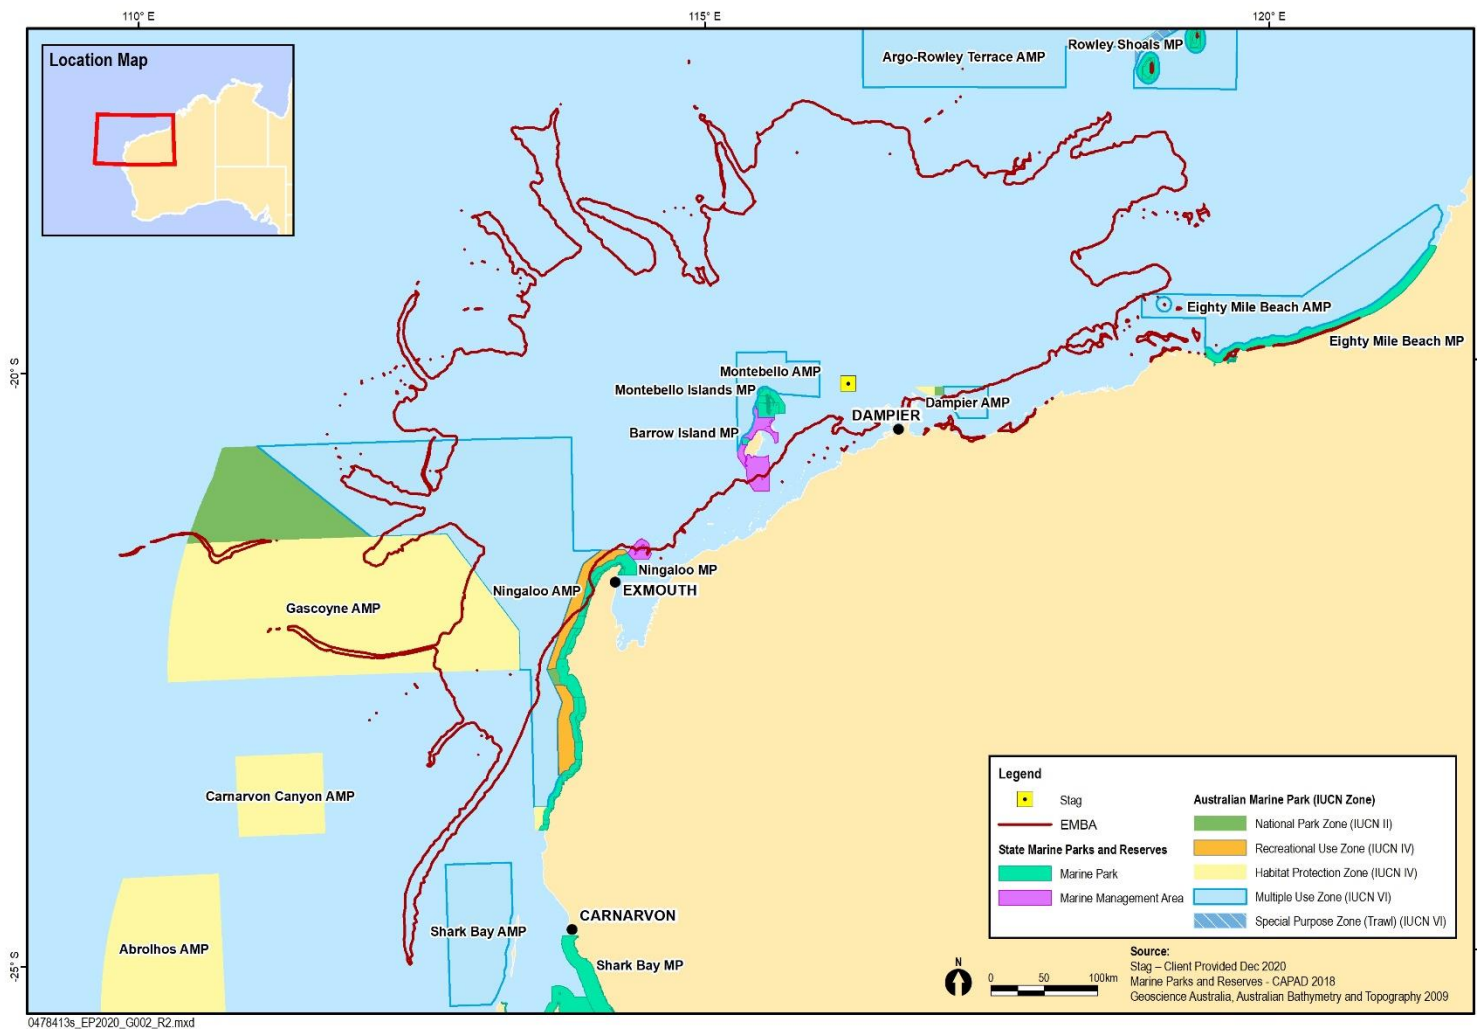 110° E
115° E
120° E
Location Map
Argo-Rowley Terrace AMP
Rowley Shoals MP
Eighty Mile Beach AMP
Eighty Mile Beach MP
-20° S
Montebello AMP
Montebello Islands MP
Dampier AMP
DAMPIER
Barrow Island MP
Ningaloo MP
Ningaloo AMP
EXMOUTH
Gascoyne AMP
Carnarvon Canyon AMP
CARNARVON
Shark Bay AMP
Abrolhos AMP
Shark Bay MP
-25° S
Legend
Stag
EMBA
State Marine Parks and Reserves
Marine Park
Marine Management Area
Australian Marine Park (IUCN Zone)
National Park Zone (IUCN II)
Recreational Use Zone (IUCN IV)
Habitat Protection Zone (IUCN IV)
Multiple Use Zone (IUCN VI)
Special Purpose Zone (Trawl) (IUCN VI)
N
0 50 100km
Source:
Stag – Client Provided Dec 2020
Marine Parks and Reserves - CAPAD 2018
Geoscience Australia, Australian Bathymetry and Topography 2009
0478413s_EP2020_G002_R2.mxd